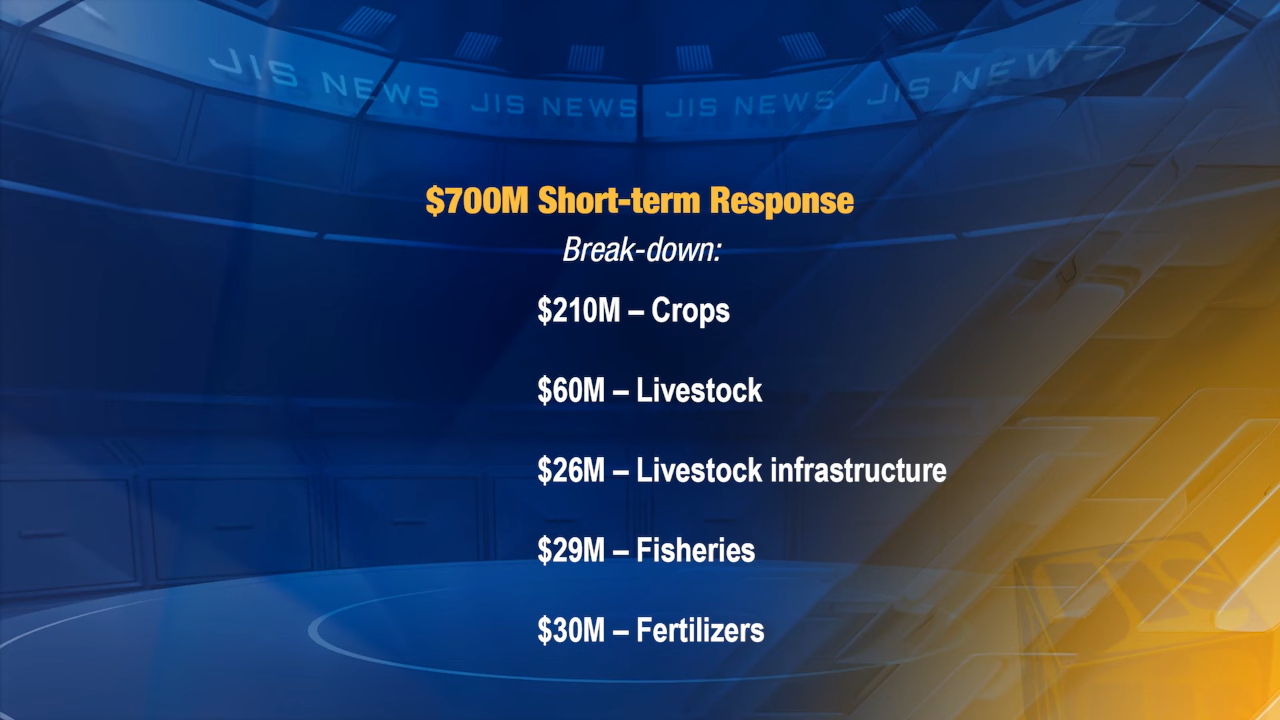 JIS NEWS JIS NEWS JIS NEWS JIS NEWS
$700M Short-term Response
Break-down:
$210M – Crops
$60M – Livestock
$26M – Livestock infrastructure
$29M – Fisheries
$30M – Fertilizers
JIS